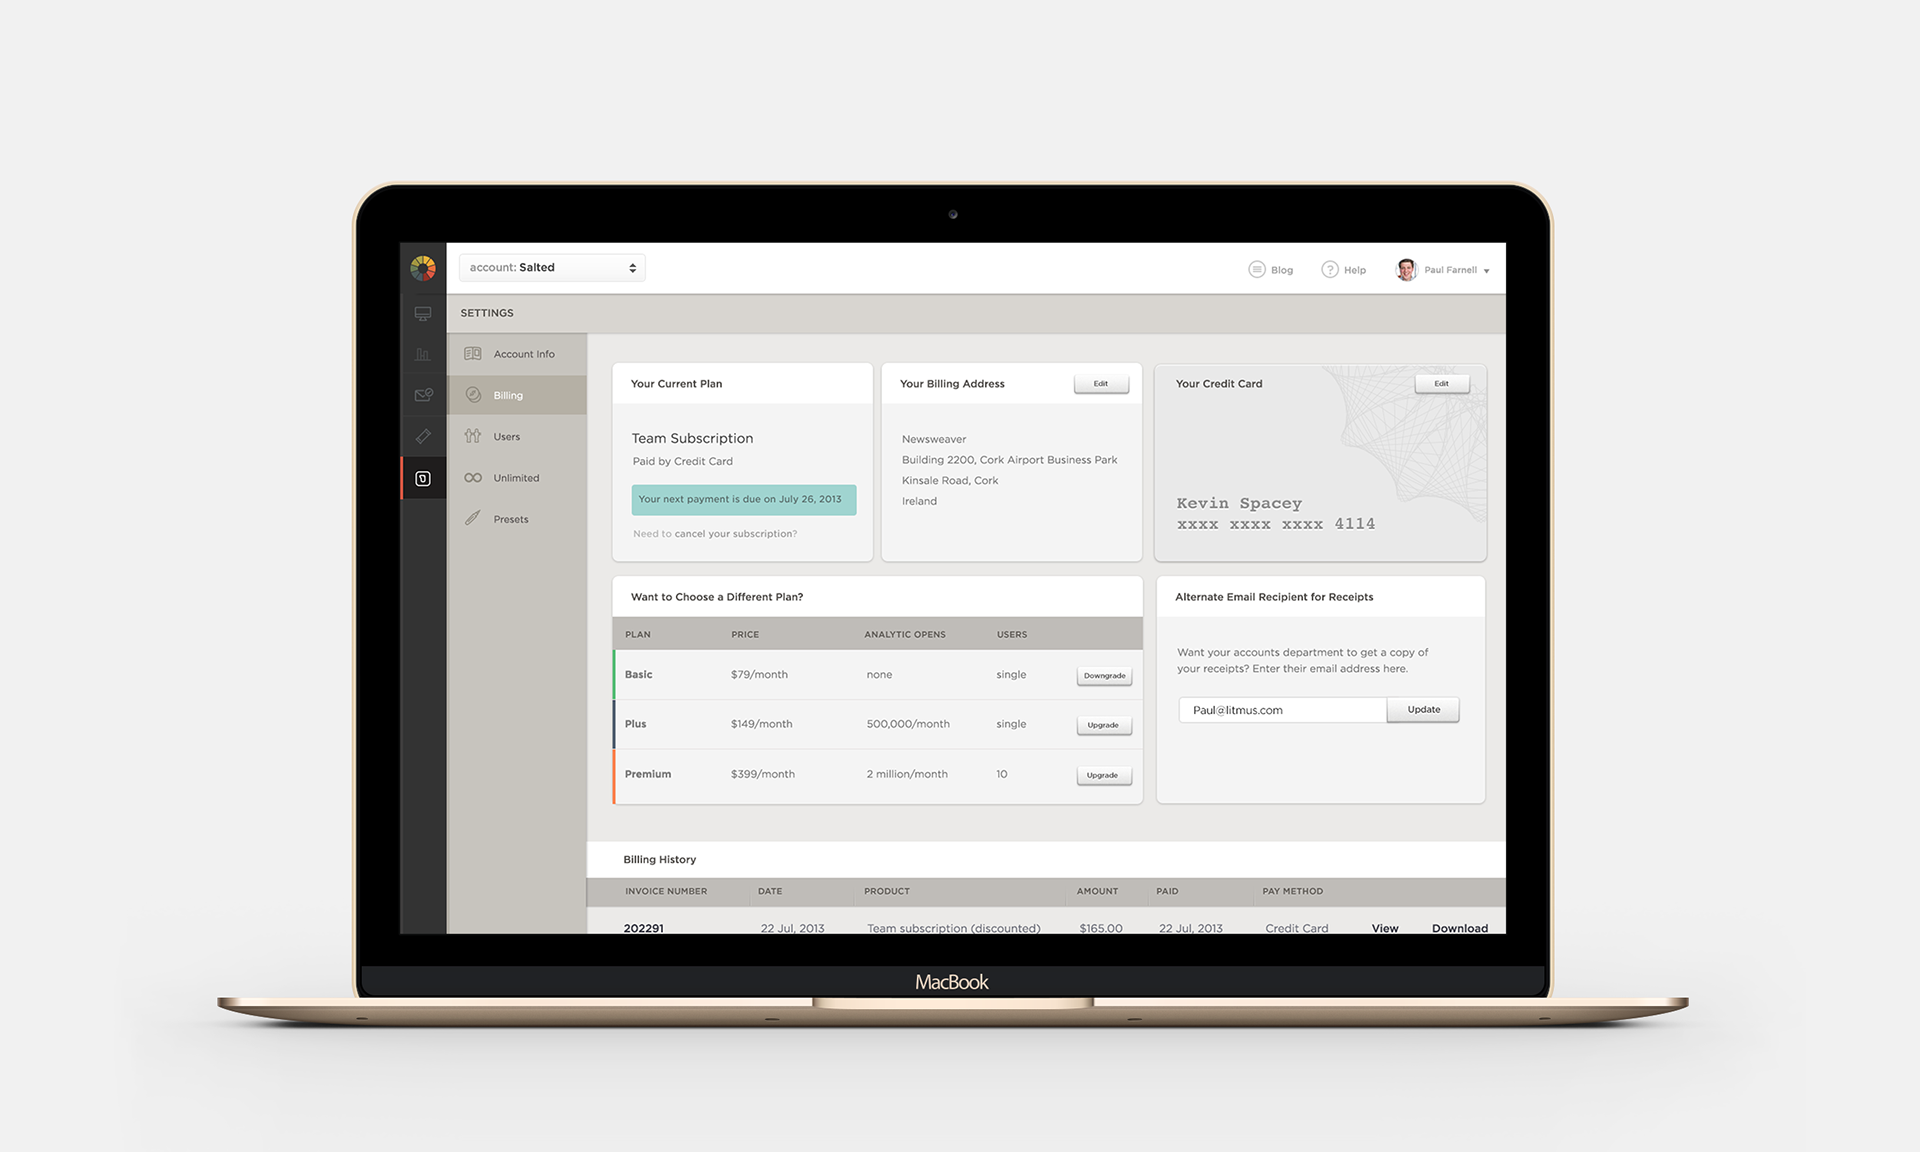 account: Salted
Blog
Help
Paul Farnell
SETTINGS
Account Info
Billing
Users
Unlimited
Presets
Your Current Plan
Team Subscription
Paid by Credit Card
Your next payment is due on July 26, 2013
Need to cancel your subscription?
Your Billing Address
Edit
Newsweaver
Building 2200, Cork Airport Business Park
Kinsale Road, Cork
Ireland
Your Credit Card
Edit
Kevin Spacey
xxxx xxxx xxxx 4114
Want to Choose a Different Plan?
PLAN PRICE ANALYTIC OPENS USERS
Basic $79/month none single Downgrade
Plus $149/month 500,000/month single Upgrade
Premium $399/month 2 million/month 10 Upgrade
Alternate Email Recipient for Receipts
Want your accounts department to get a copy of
your receipts? Enter their email address here.
Paul@litmus.com Update
Billing History
INVOICE NUMBER DATE PRODUCT AMOUNT PAID PAY METHOD
202291 22 Jul, 2013 Team subscription (discounted) $165.00 22 Jul, 2013 Credit Card View Download
MacBook